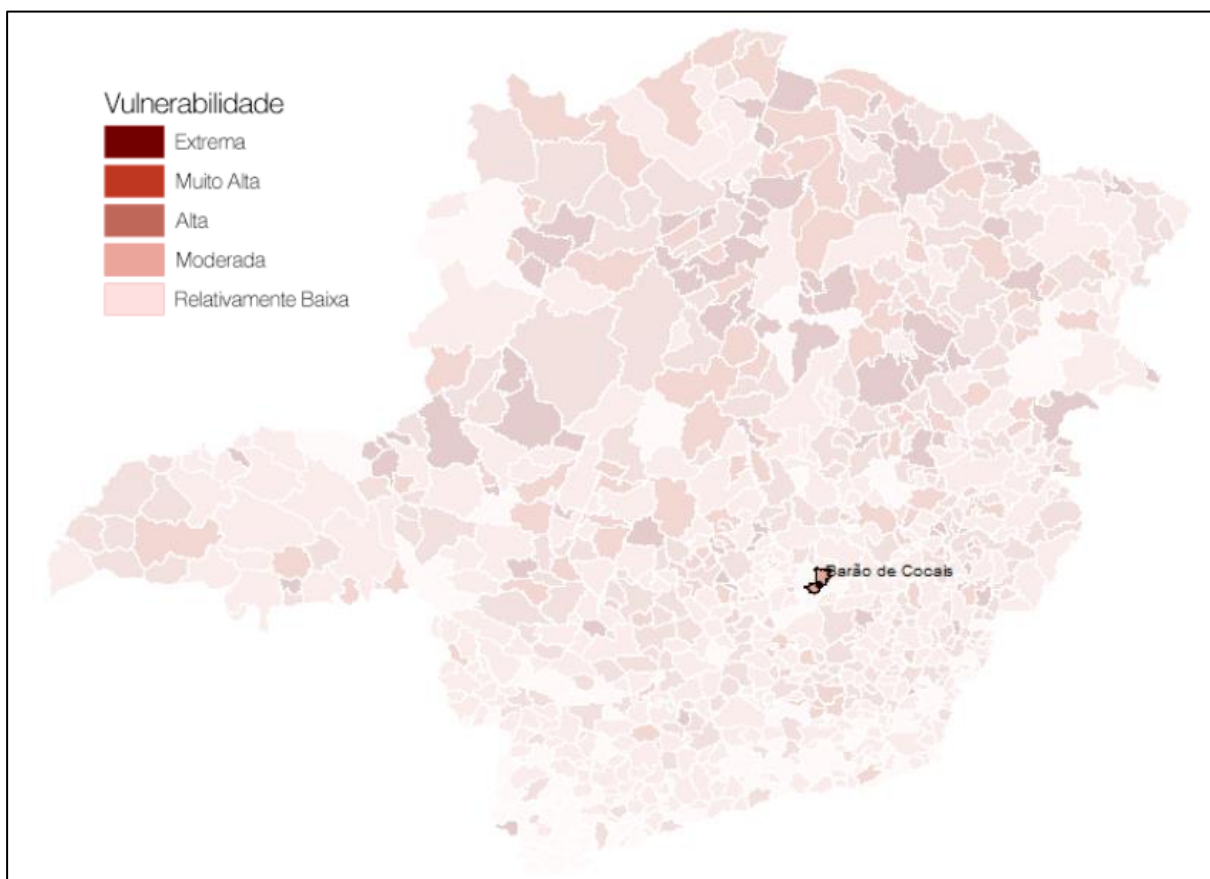 Vulnerabilidade
Extrema
Muito Alta
Alta
Moderada
Relativamente Baixa
Barão de Cocais